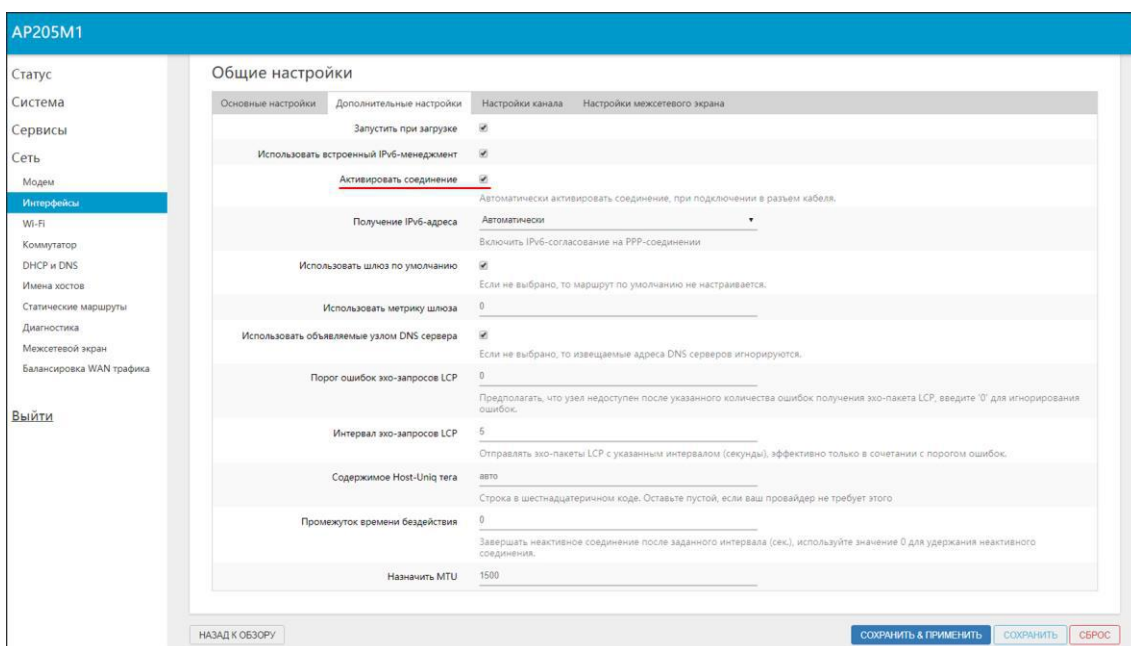 AP205M1
Статус
Система
Сервисы
Сеть
Модем
Интерфейсы
Wi-Fi
Коммутатор
DHCP и DNS
Имена хостов
Статические маршруты
Диагностика
Межсетевой экран
Балансировка WAN трафика
Выйти
Общие настройки
Основные настройки Дополнительные настройки Настройки канала Настройки межсетевого экрана
Запустить при загрузке
Использовать встроенный IPv6-менеджмент
Активировать соединение
Автоматически активировать соединение, при подключении в разъем кабеля.
Получение IPv6-адреса Автоматически
Включить IPv6-согласование на PPP-соединении
Использовать шлюз по умолчанию
Если не выбрано, то маршрут по умолчанию не настраивается.
Использовать метрику шлюза 0
Использовать объявляемые узлом DNS сервера
Если не выбрано, то извещаемые адреса DNS серверов игнорируются.
Порог ошибок эхо-запросов LCP 0
Предполагать, что узел недоступен после указанного количества ошибок получения эхо-пакета LCP, введите '0' для игнорирования
ошибок.
Интервал эхо-запросов LCP 5
Отправлять эхо-пакеты LCP с указанным интервалом (секунды), эффективно только в сочетании с порогом ошибок.
Содержимое Host-Uniq тега авто
Строка в шестнадцатеричном коде. Оставьте пустой, если ваш провайдер не требует этого
Промежуток времени бездействия 0
Завершать неактивное соединение после заданного интервала (сек.), используйте значение 0 для удержания неактивного
соединения.
Назначить MTU 1500
НАЗАД К ОБЗОРУ СОХРАНИТЬ & ПРИМЕНИТЬ СОХРАНИТЬ СБРОС